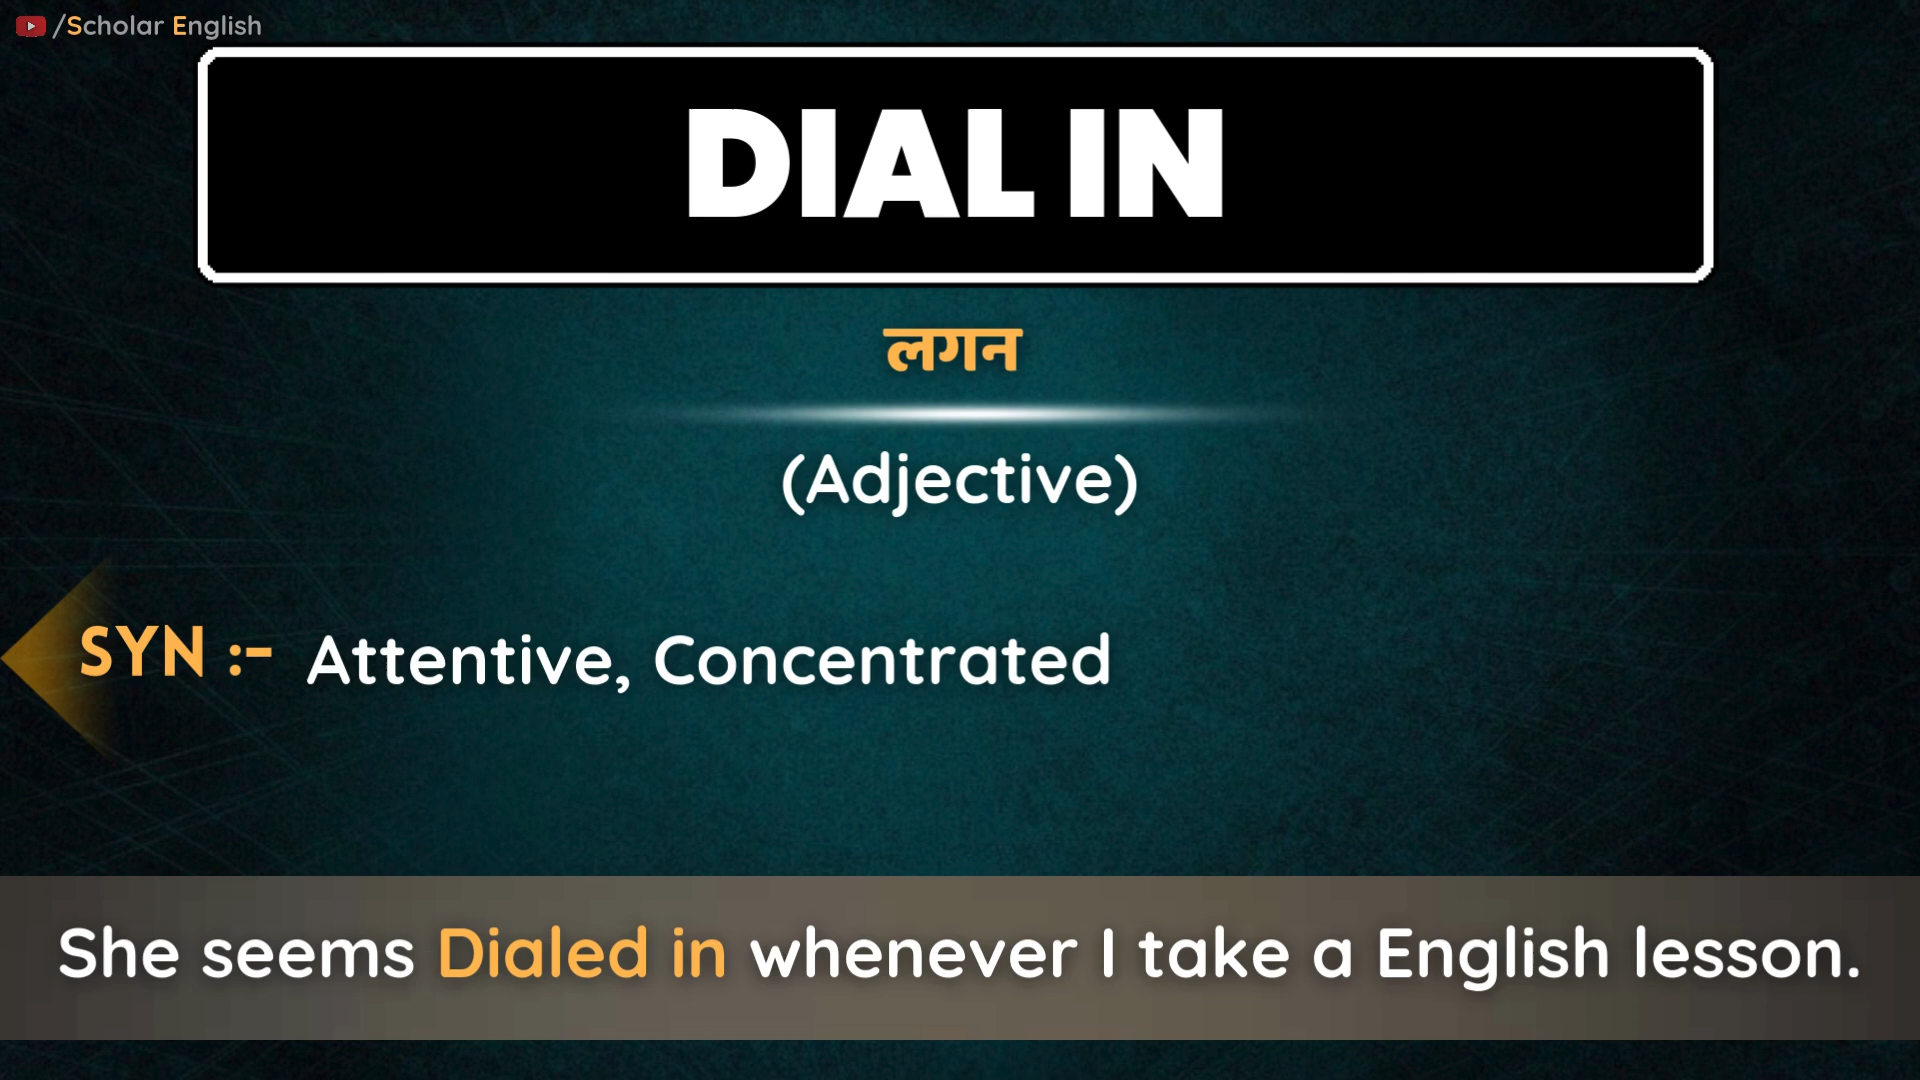 /Scholar English
DIAL IN
लगन
(Adjective)
SYN :- Attentive, Concentrated
She seems Dialed in whenever I take a English lesson.